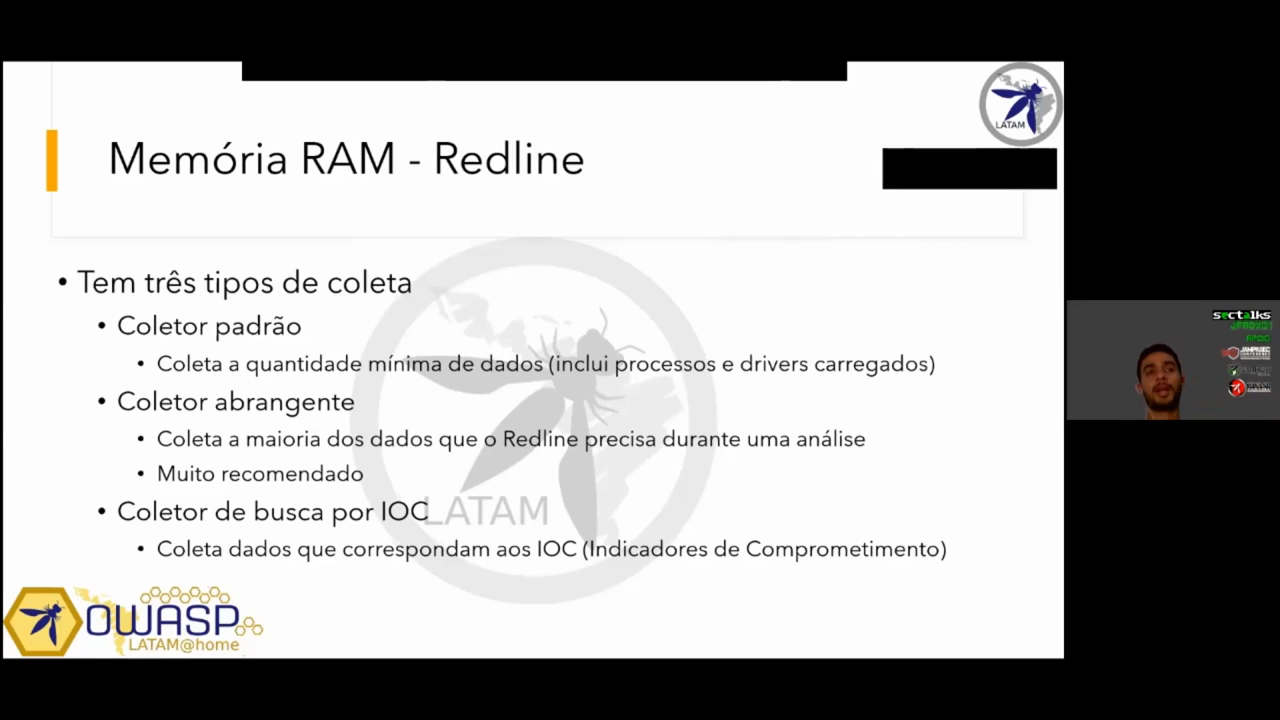 LATAM
Memória RAM - Redline
• Tem três tipos de coleta
• Coletor padrão
• Coleta a quantidade mínima de dados (inclui processos e drivers carregados)
• Coletor abrangente
• Coleta a maioria dos dados que o Redline precisa durante uma análise
• Muito recomendado
• Coletor de busca por IOC
LATAM
• Coleta dados que correspondam aos IOC (Indicadores de Comprometimento)
OWASP
LATAM@home
sectalks